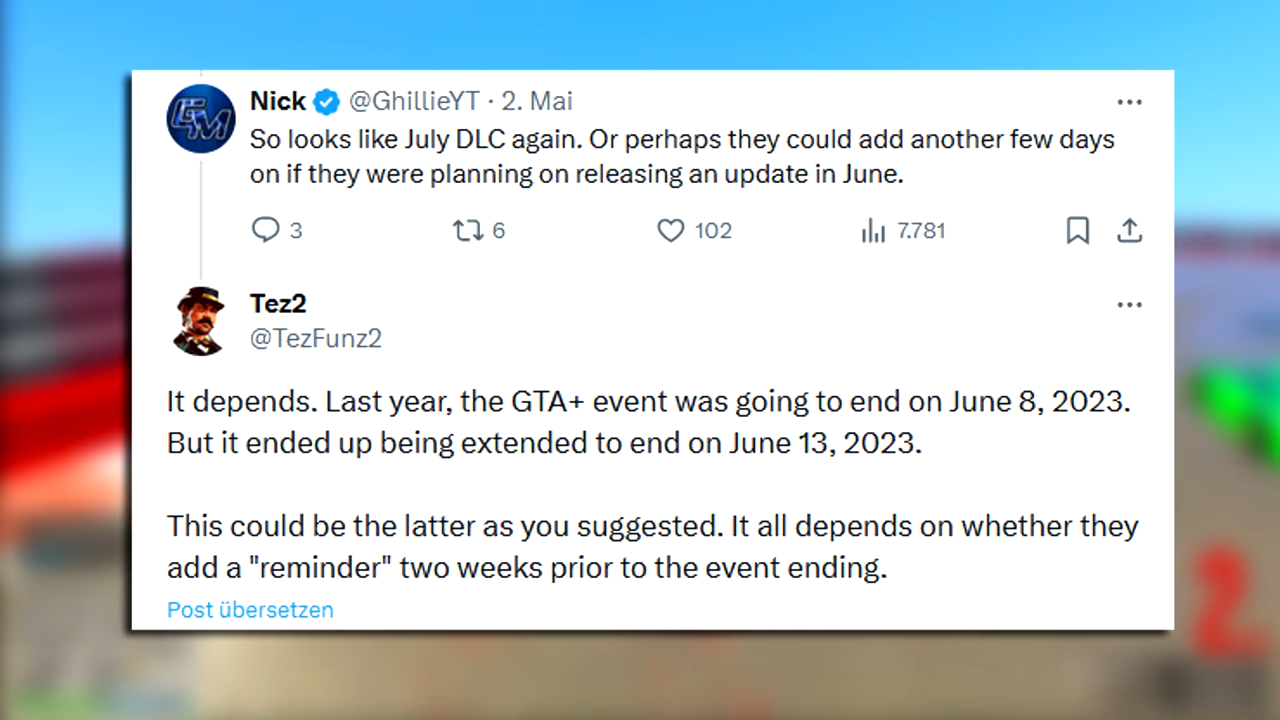 GM
Nick @GhillieYT · 2. Mai
So looks like July DLC again. Or perhaps they could add another few days
on if they were planning on releasing an update in June.
3 6 102 7.781
Tez2
@TezFunz2
It depends. Last year, the GTA+ event was going to end on June 8, 2023.
But it ended up being extended to end on June 13, 2023.
This could be the latter as you suggested. It all depends on whether they
add a "reminder" two weeks prior to the event ending.
Post übersetzen
2